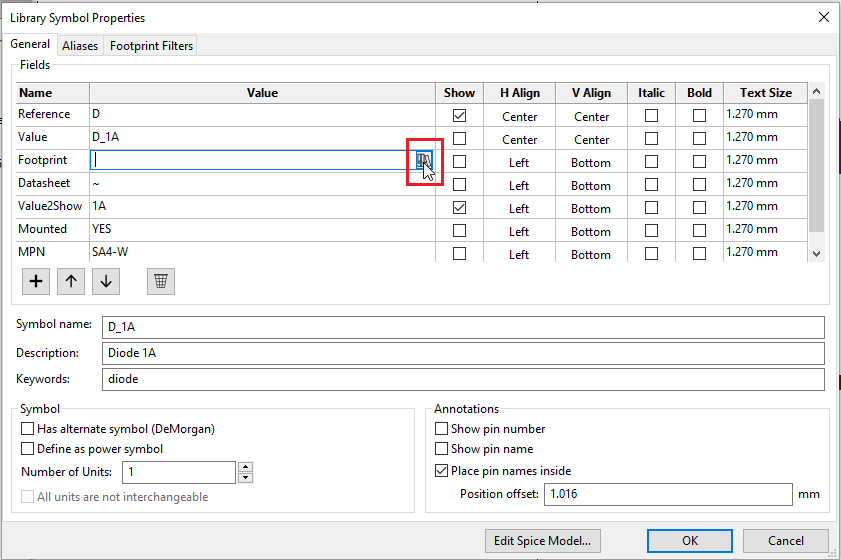 Library Symbol Properties
General Aliases Footprint Filters
Fields
Name Value Show H Align V Align Italic Bold Text Size
Reference D Center Center 1.270 mm
Value D_1A Center Center 1.270 mm
Footprint Left Bottom 1.270 mm
Datasheet ~ Left Bottom 1.270 mm
Value2Show 1A Left Bottom 1.270 mm
Mounted YES Left Bottom 1.270 mm
MPN SA4-W Left Bottom 1.270 mm
Symbol name: D_1A
Description: Diode 1A
Keywords: diode
Symbol
Has alternate symbol (DeMorgan)
Define as power symbol
Number of Units: 1
All units are not interchangeable
Annotations
Show pin number
Show pin name
Place pin names inside
Position offset: 1.016 mm
Edit Spice Model... OK Cancel